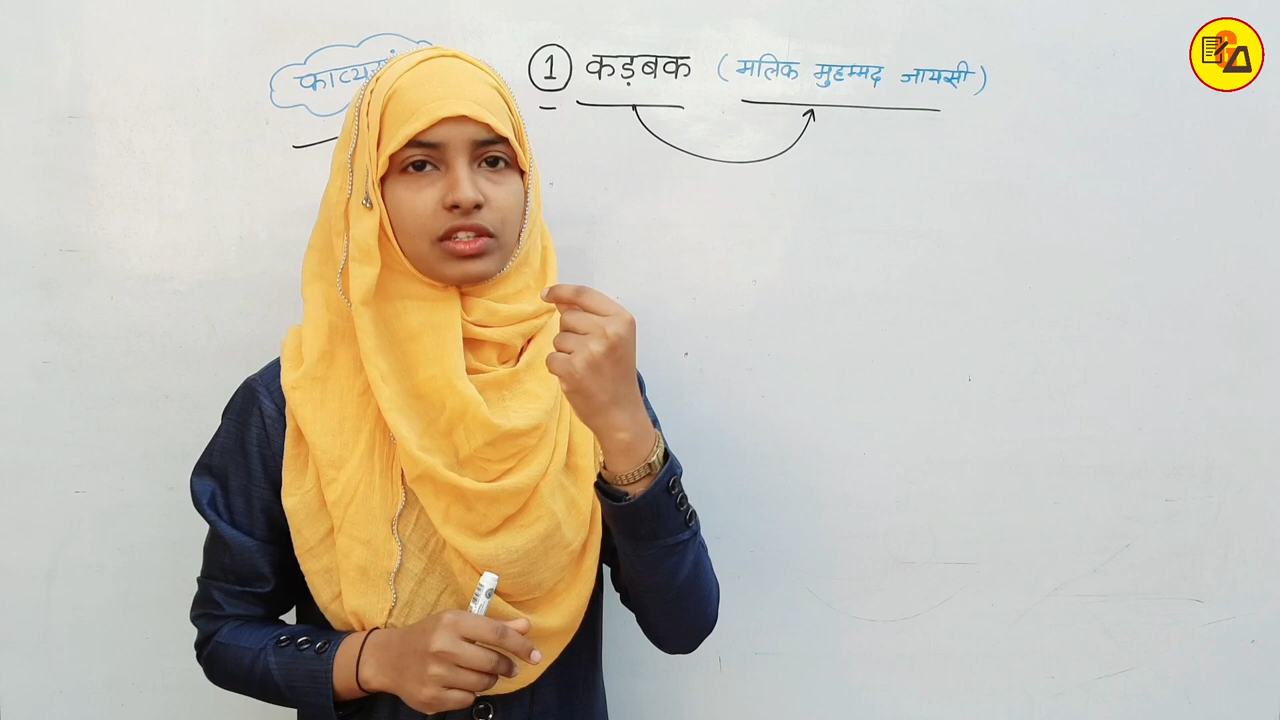 ① कड़बक (मलिक मुहम्मद जायसी)